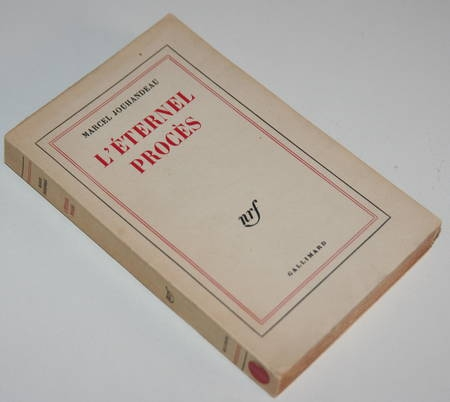 MARCEL JOUHANDEAU
L'ÉTERNEL
PROCÈS
nrf
GALLIMARD